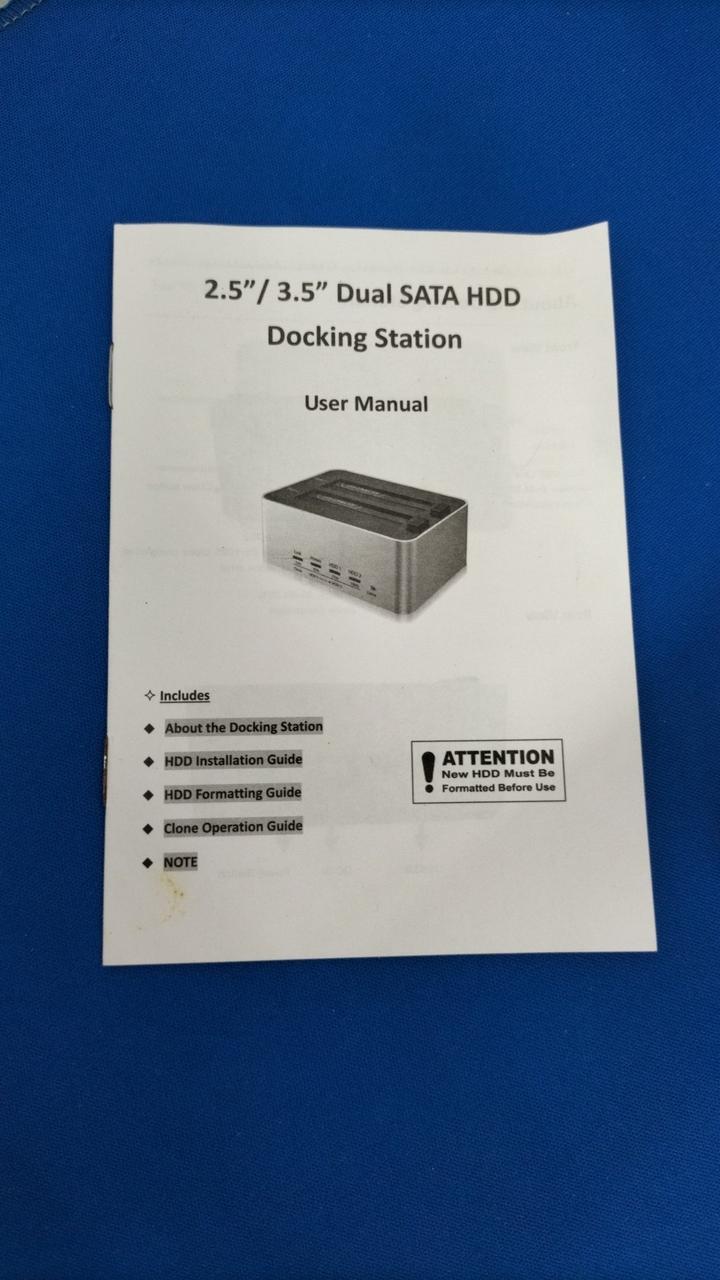 2.5”/ 3.5” Dual SATA HDD
Docking Station
User Manual
✧ Includes
◆ About the Docking Station
◆ HDD Installation Guide
◆ HDD Formatting Guide
◆ Clone Operation Guide
◆ NOTE
! ATTENTION
New HDD Must Be
Formatted Before Use